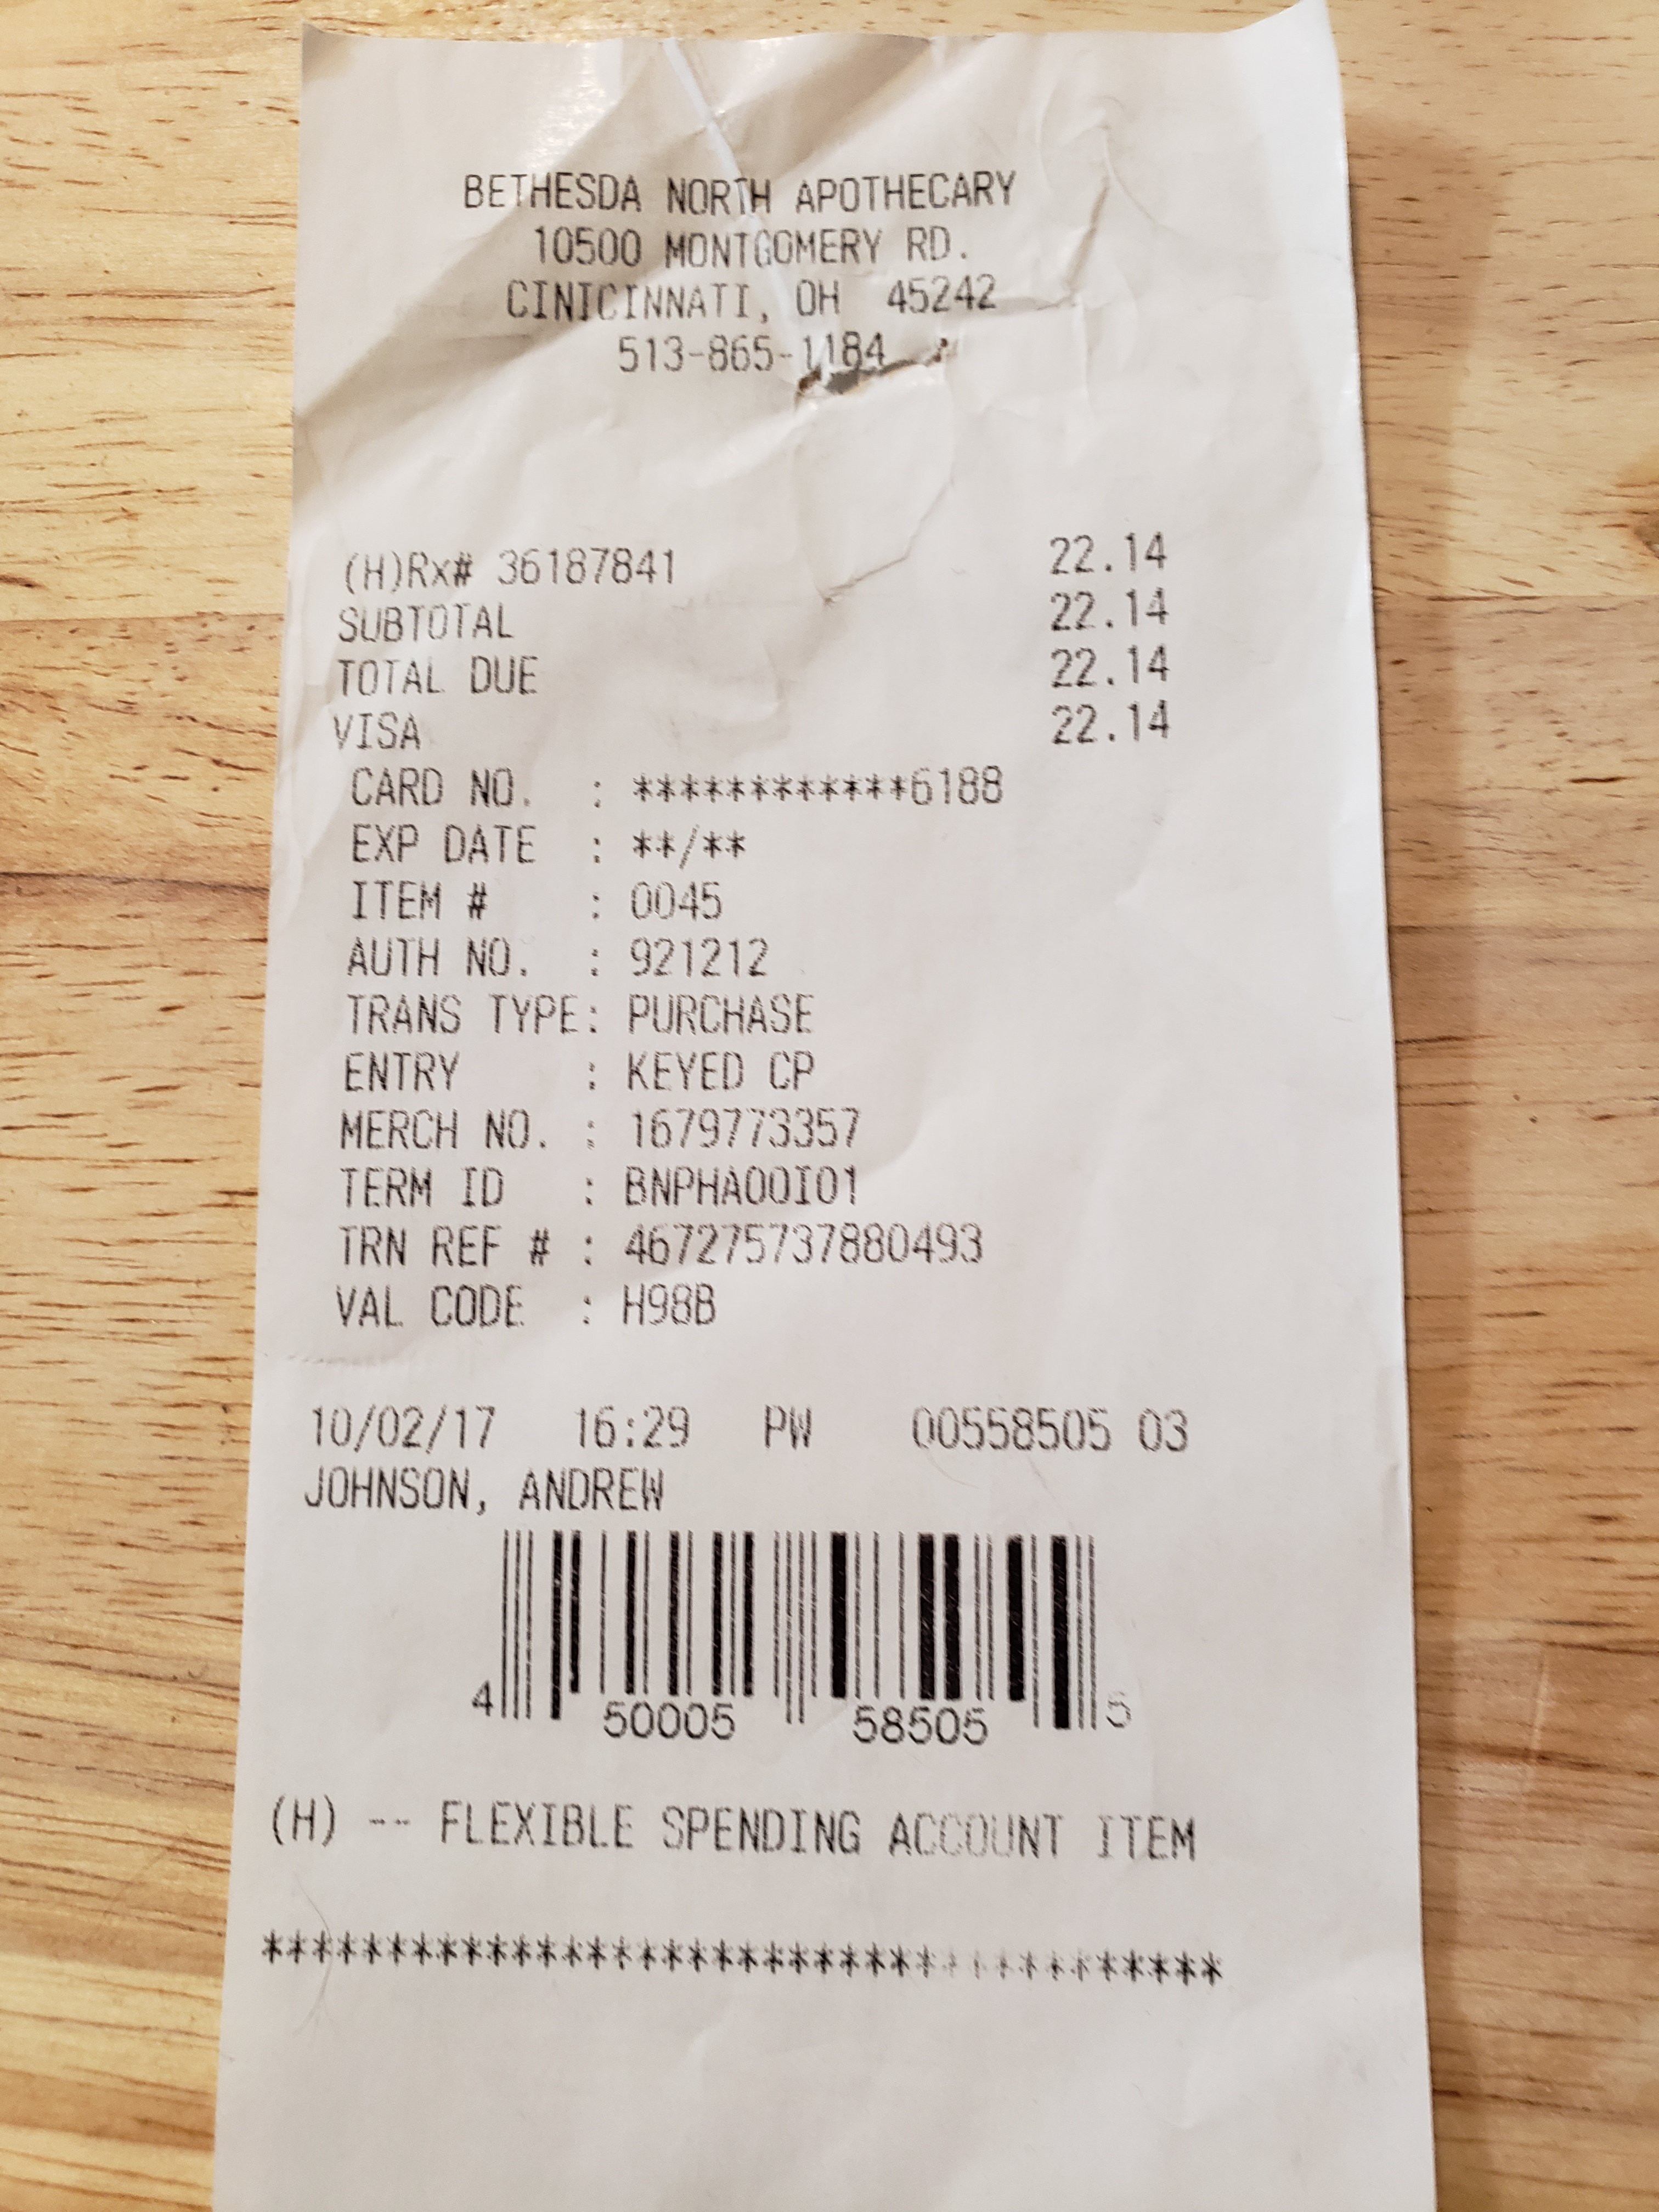 BETHESDA NORTH APOTHECARY
10500 MONTGOMERY RD.
CINICINNATI, OH 45242
513-865-1184
(H)Rx# 36187841 22.14
SUBTOTAL 22.14
TOTAL DUE 22.14
VISA 22.14
CARD NO. : ************6188
EXP DATE : **/**
ITEM # : 0045
AUTH NO. : 921212
TRANS TYPE: PURCHASE
ENTRY : KEYED CP
MERCH NO. : 1679773357
TERM ID : BNPHA00I01
TRN REF # : 467275737880493
VAL CODE : H98B
10/02/17 16:29 PW 00558505 03
JOHNSON, ANDREW
4 50005 58505 5
(H) -- FLEXIBLE SPENDING ACCOUNT ITEM
**************************************